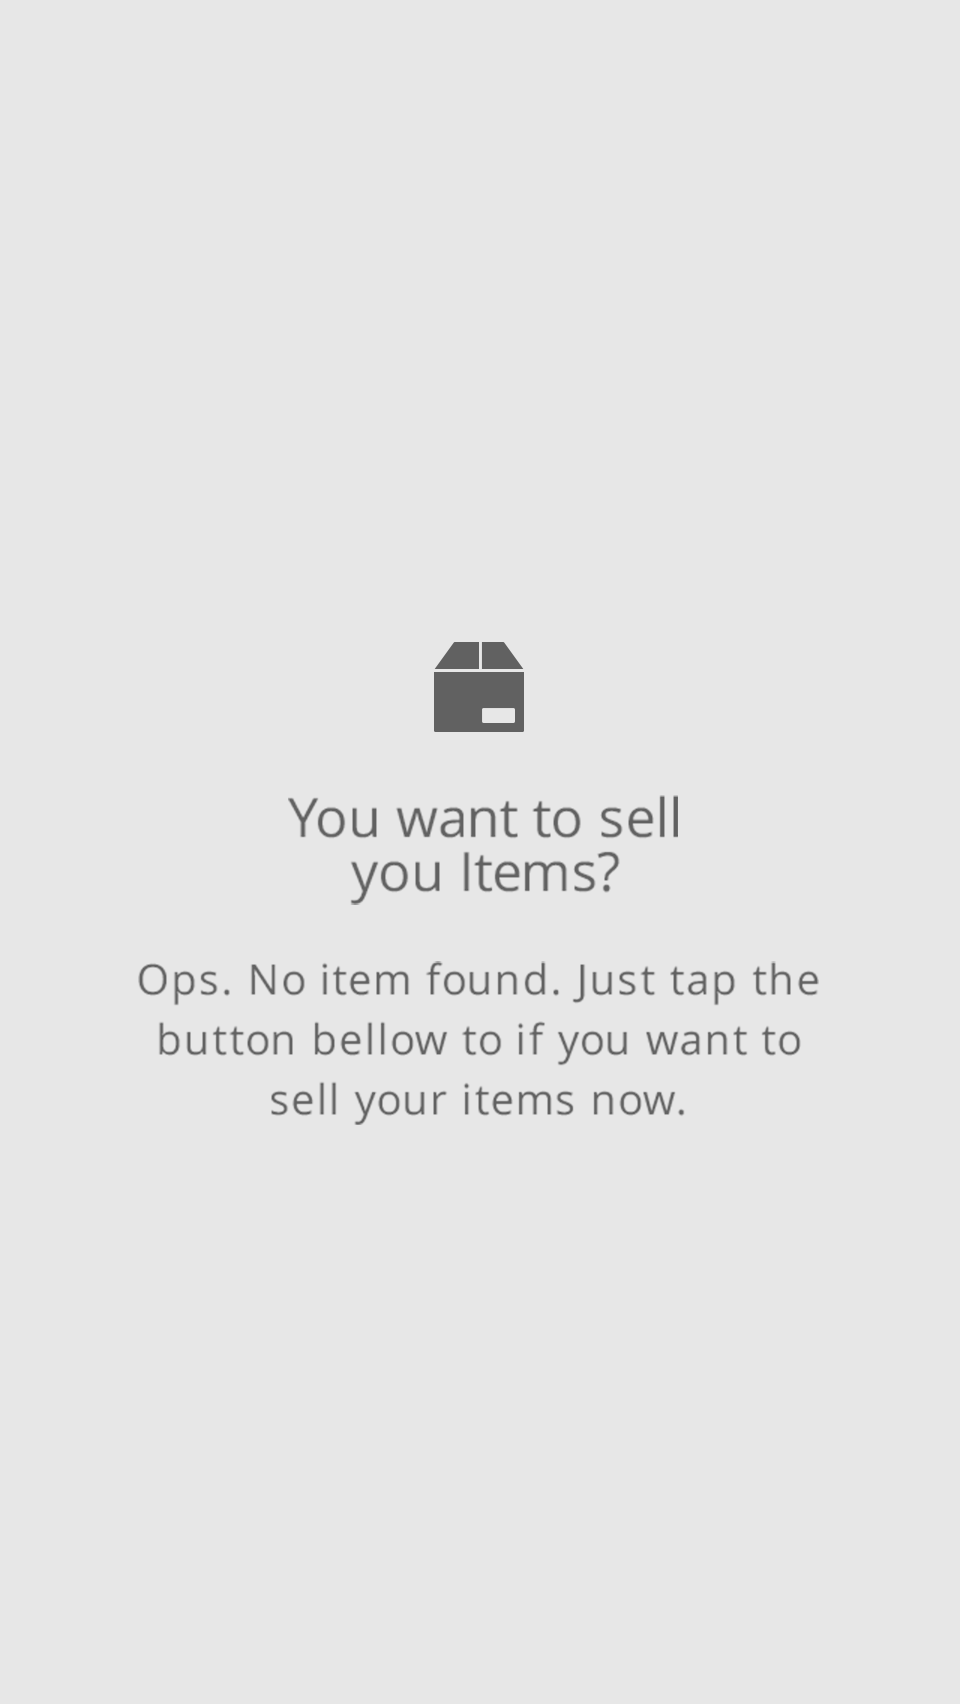 You want to sell
you Items?
Ops. No item found. Just tap the
button bellow to if you want to
sell your items now.